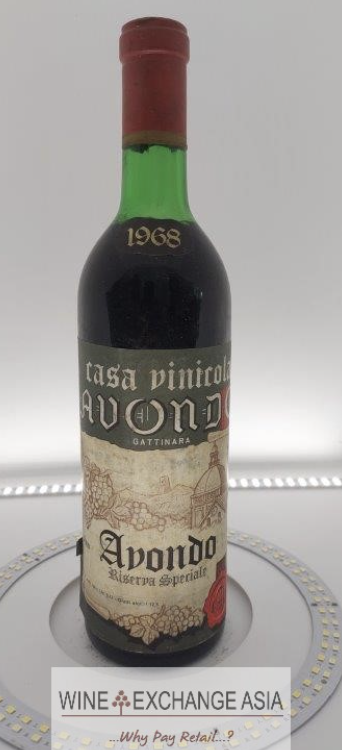 1968
casa vinicola
AVONDO
GATTINARA
Avondo
Riserva Speciale
WINE EXCHANGE ASIA
...Why Pay Retail...?